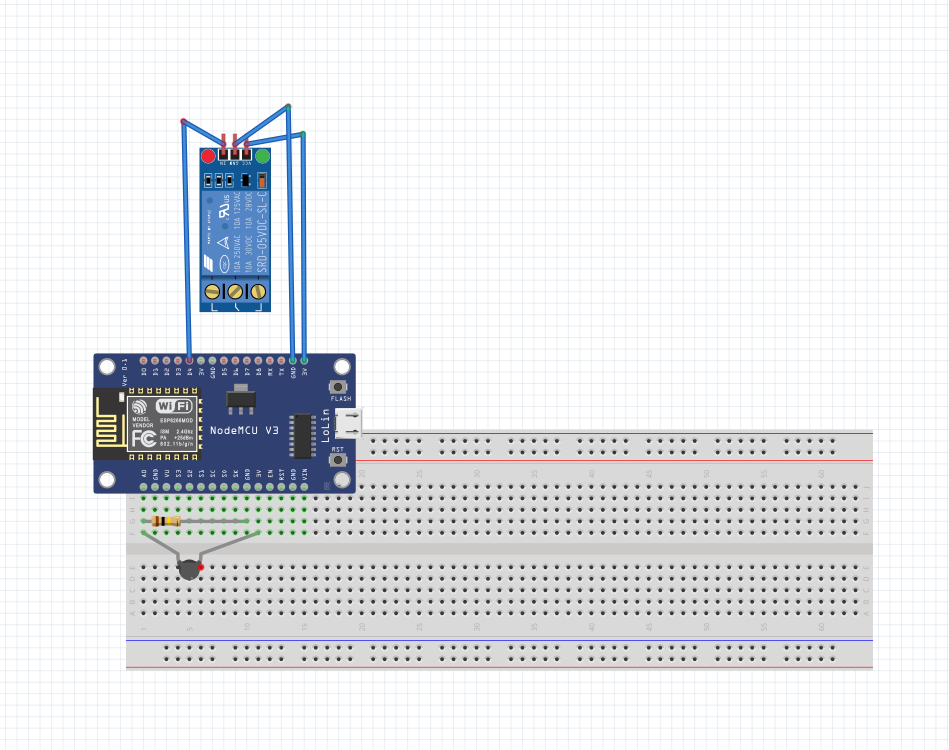 IN GND VCC
10A 250VAC 10A 125VAC
10A 30VDC 10A 28VDC
SRD-05VDC-SL-C
Ver 0.1
D0 D1 D2 D3 D4 3V GND D5 D6 D7 D8 RX TX GND 3V
FLASH
WiFi
MODEL
VENDOR
ESP8266MOD
FC
ISM 2.4GHz
PA +25dBm
802.11b/g/n
NodeMCU V3
LoLin
RST
A0 GND VU S3 S2 S1 SC S0 SK GND 3V EN RST GND VIN
20 25 30 35 40 45 50 55 60
J
I
H
G
F
E
D
C
B
A
1 5 10 15 20 25 30 35 40 45 50 55 60